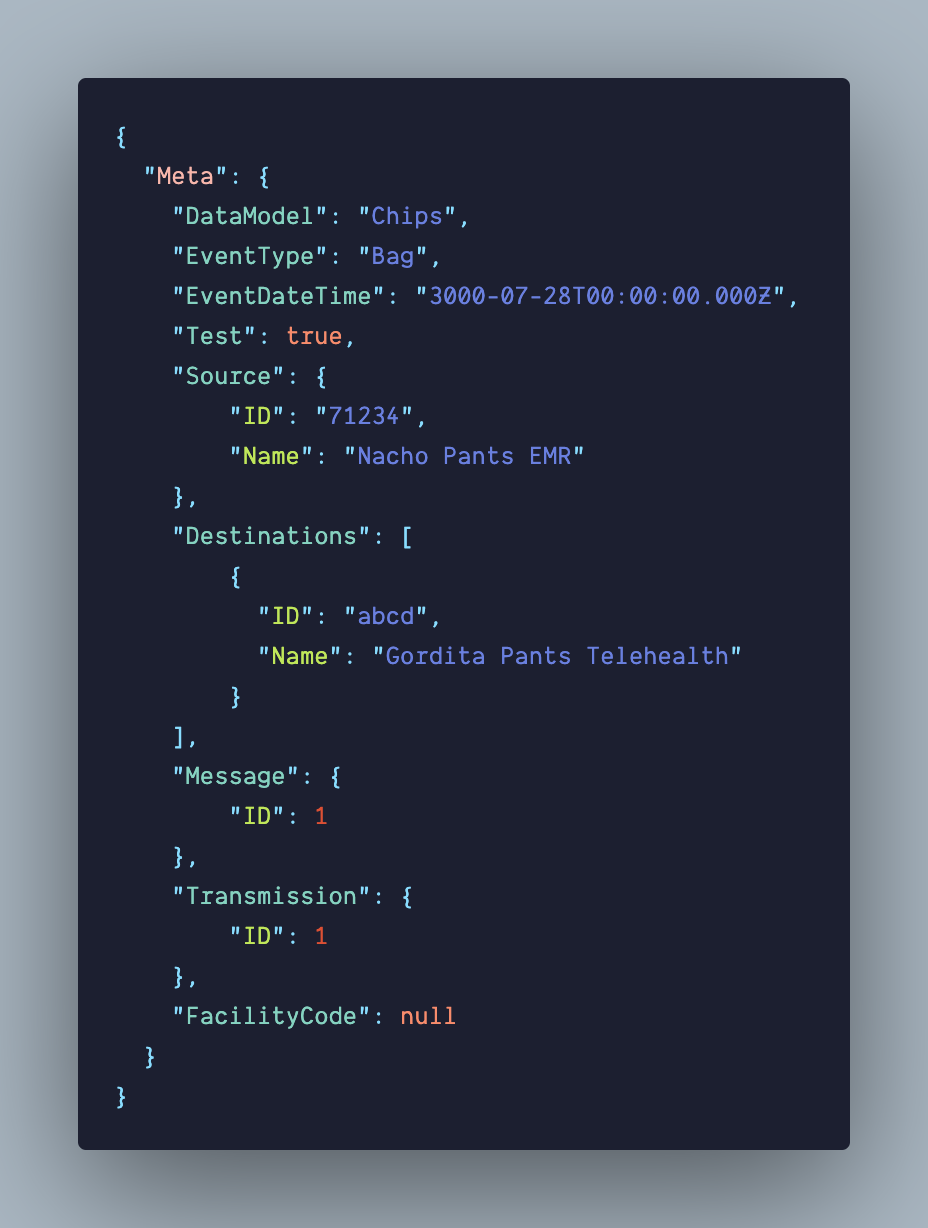 {
  "Meta": {
    "DataModel": "Chips",
    "EventType": "Bag",
    "EventDateTime": "3000-07-28T00:00:00.000Z",
    "Test": true,
    "Source": {
        "ID": "71234",
        "Name": "Nacho Pants EMR"
    },
    "Destinations": [
        {
          "ID": "abcd",
          "Name": "Gordita Pants Telehealth"
        }
    ],
    "Message": {
        "ID": 1
    },
    "Transmission": {
        "ID": 1
    },
    "FacilityCode": null
  }
}